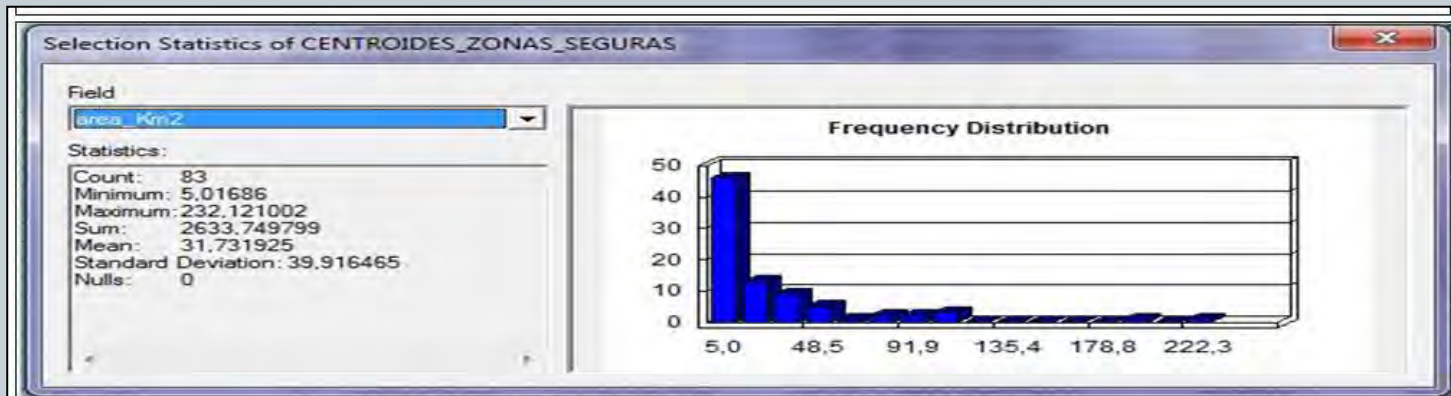 Selection Statistics of CENTROIDES_ZONAS_SEGURAS
Field
area_Km2
Statistics:
Count: 83
Minimum: 5,01686
Maximum: 232,121002
Sum: 2633,749799
Mean: 31,731925
Standard Deviation: 39,916465
Nulls: 0
Frequency Distribution
50
40
30
20
10
0
5,0 48,5 91,9 135,4 178,8 222,3